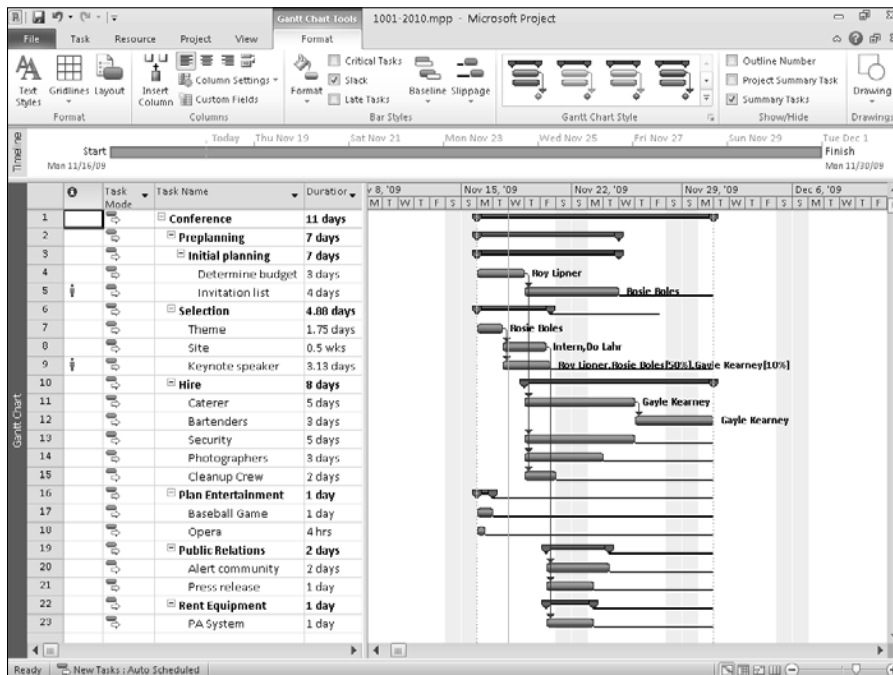 Gantt Chart Tools 1001-2010.mpp - Microsoft Project
File Task Resource Project View Format
Text Styles Gridlines Layout
Format
Insert Column
Column Settings
Custom Fields
Columns
Format
Critical Tasks
Slack
Late Tasks
Baseline Slippage
Bar Styles
Gantt Chart Style
Outline Number
Project Summary Task
Summary Tasks
Show/Hide
Drawing
Drawings
Timeline
Today Thu Nov 19 Sat Nov 21 Mon Nov 23 Wed Nov 25 Fri Nov 27 Sun Nov 29 Tue Dec 1
Start Finish
Mon 11/16/09 Mon 11/30/09
Task Mode Task Name Duration
v 8, '09 Nov 15, '09 Nov 22, '09 Nov 29, '09 Dec 6, '09
M T W T F S S M T W T F S S M T W T F S S M T W T F S S M T W T F
Gantt Chart
1 Conference 11 days
2 Preplanning 7 days
3 Initial planning 7 days
4 Determine budget 3 days Roy Lipner
5 Invitation list 4 days Rosie Boles
6 Selection 4.88 days
7 Theme 1.75 days Rosie Boles
8 Site 0.5 wks Intern,Do Lahr
9 Keynote speaker 3.13 days Roy Lipner,Rosie Boles[50%],Gayle Kearney[10%]
10 Hire 8 days
11 Caterer 5 days Gayle Kearney
12 Bartenders 3 days Gayle Kearney
13 Security 5 days
14 Photographers 3 days
15 Cleanup Crew 2 days
16 Plan Entertainment 1 day
17 Baseball Game 1 day
18 Opera 4 hrs
19 Public Relations 2 days
20 Alert community 2 days
21 Press release 1 day
22 Rent Equipment 1 day
23 PA System 1 day
Ready New Tasks : Auto Scheduled